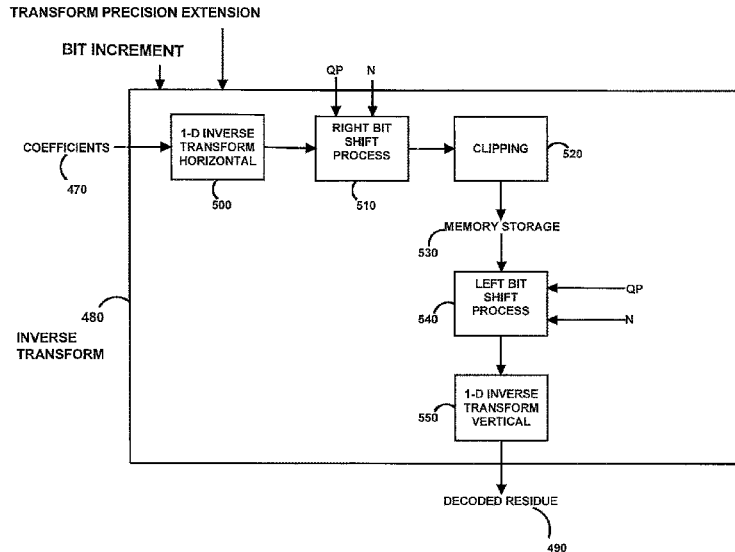 TRANSFORM PRECISION EXTENSION
BIT INCREMENT
QP
N
COEFFICIENTS
470
1-D INVERSE
TRANSFORM
HORIZONTAL
500
RIGHT BIT
SHIFT
PROCESS
510
CLIPPING
520
530
MEMORY STORAGE
LEFT BIT
SHIFT
PROCESS
540
QP
N
480
INVERSE
TRANSFORM
1-D INVERSE
TRANSFORM
VERTICAL
550
DECODED RESIDUE
490